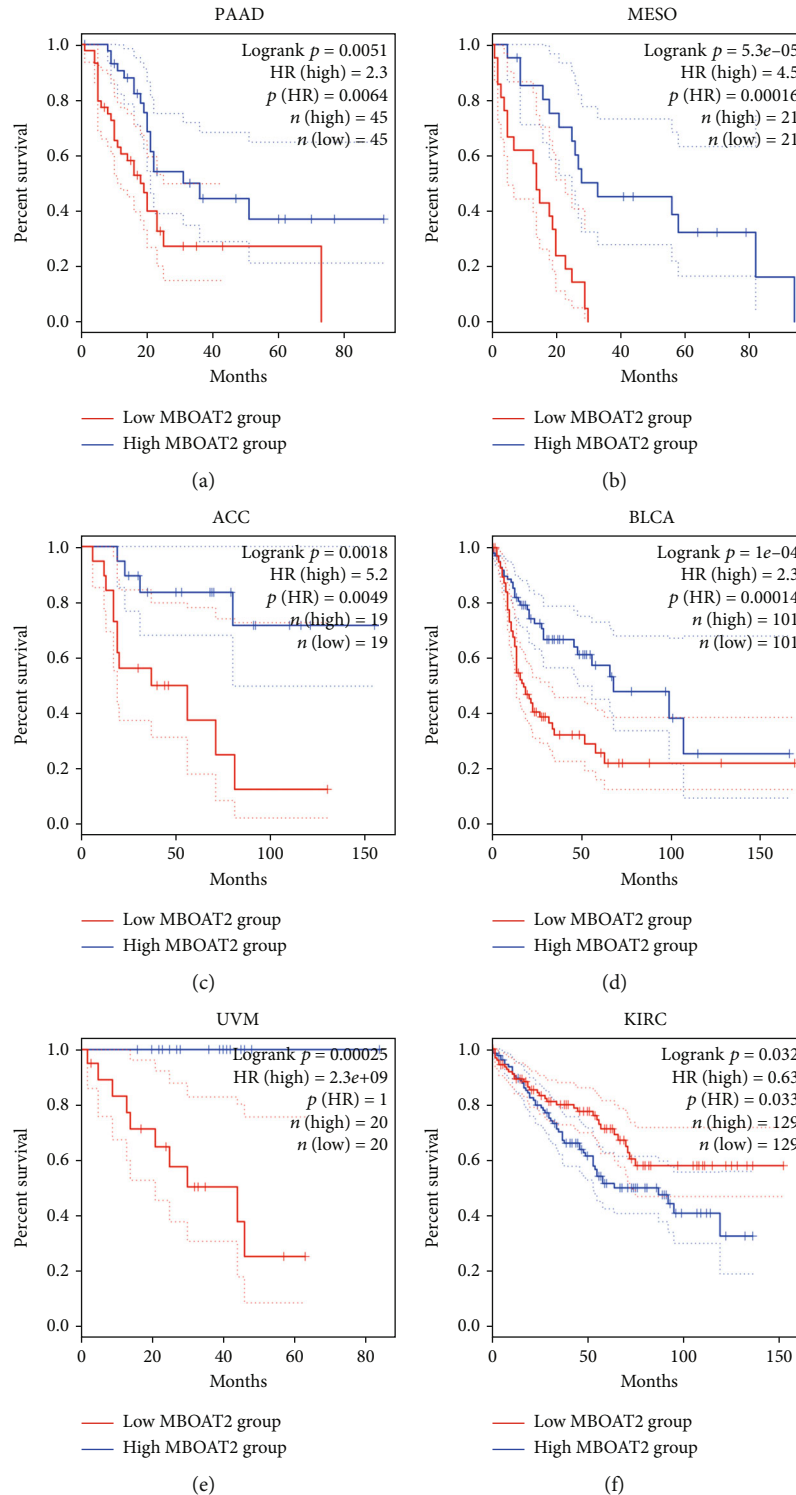 PAAD
Logrank p = 0.0051
HR (high) = 2.3
p (HR) = 0.0064
n (high) = 45
n (low) = 45
Percent survival
1.0
0.8
0.6
0.4
0.2
0.0
0 20 40 60 80
Months
Low MBOAT2 group
High MBOAT2 group
(a)
MESO
Logrank p = 5.3e–05
HR (high) = 4.5
p (HR) = 0.00016
n (high) = 21
n (low) = 21
Percent survival
1.0
0.8
0.6
0.4
0.2
0.0
0 20 40 60 80
Months
Low MBOAT2 group
High MBOAT2 group
(b)
ACC
Logrank p = 0.0018
HR (high) = 5.2
p (HR) = 0.0049
n (high) = 19
n (low) = 19
Percent survival
1.0
0.8
0.6
0.4
0.2
0.0
0 50 100 150
Months
Low MBOAT2 group
High MBOAT2 group
(c)
BLCA
Logrank p = 1e–04
HR (high) = 2.3
p (HR) = 0.00014
n (high) = 101
n (low) = 101
Percent survival
1.0
0.8
0.6
0.4
0.2
0.0
0 50 100 150
Months
Low MBOAT2 group
High MBOAT2 group
(d)
UVM
Logrank p = 0.00025
HR (high) = 2.3e+09
p (HR) = 1
n (high) = 20
n (low) = 20
Percent survival
1.0
0.8
0.6
0.4
0.2
0.0
0 20 40 60 80
Months
Low MBOAT2 group
High MBOAT2 group
(e)
KIRC
Logrank p = 0.032
HR (high) = 0.63
p (HR) = 0.033
n (high) = 129
n (low) = 129
Percent survival
1.0
0.8
0.6
0.4
0.2
0.0
0 50 100 150
Months
Low MBOAT2 group
High MBOAT2 group
(f)